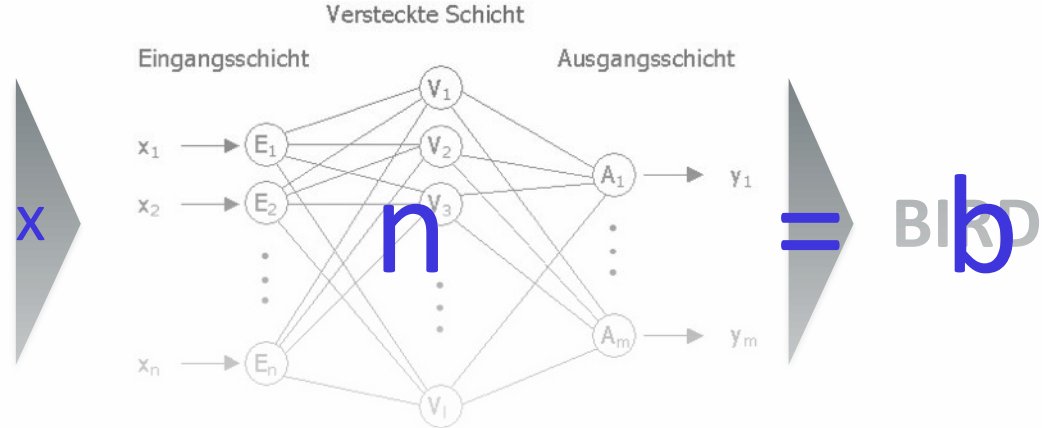 Versteckte Schicht
Eingangsschicht
Ausgangsschicht
V1
x1 E1 V2
A1 y1
x2 E2 V3
x n = BIRD b
Am ym
xn En
Vl